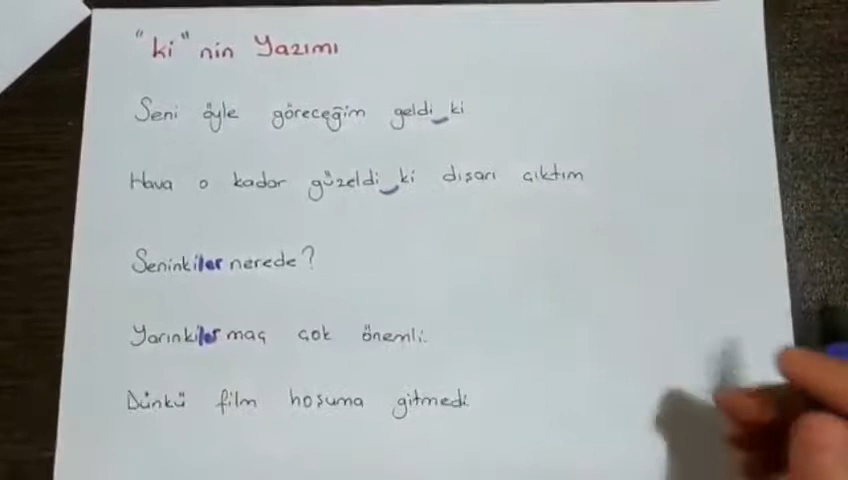 "ki" nin Yazımı
Seni öyle göreceğim geldi ki
Hava o kadar güzeldi ki dışarı çıktım
Seninkiler nerede?
Yarınkiler maç çok önemli.
Dünkü film hoşuma gitmedi